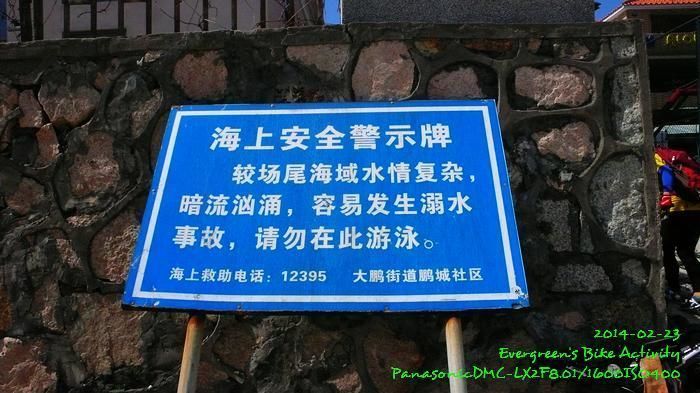 海上安全警示牌
较场尾海域水情复杂，
暗流汹涌，容易发生溺水
事故，请勿在此游泳。
海上救助电话：12395 大鹏街道鹏城社区
2014-02-23
Evergreen's Bike Activity
PanasonicDMC-LX2F8.01/1600ISO400